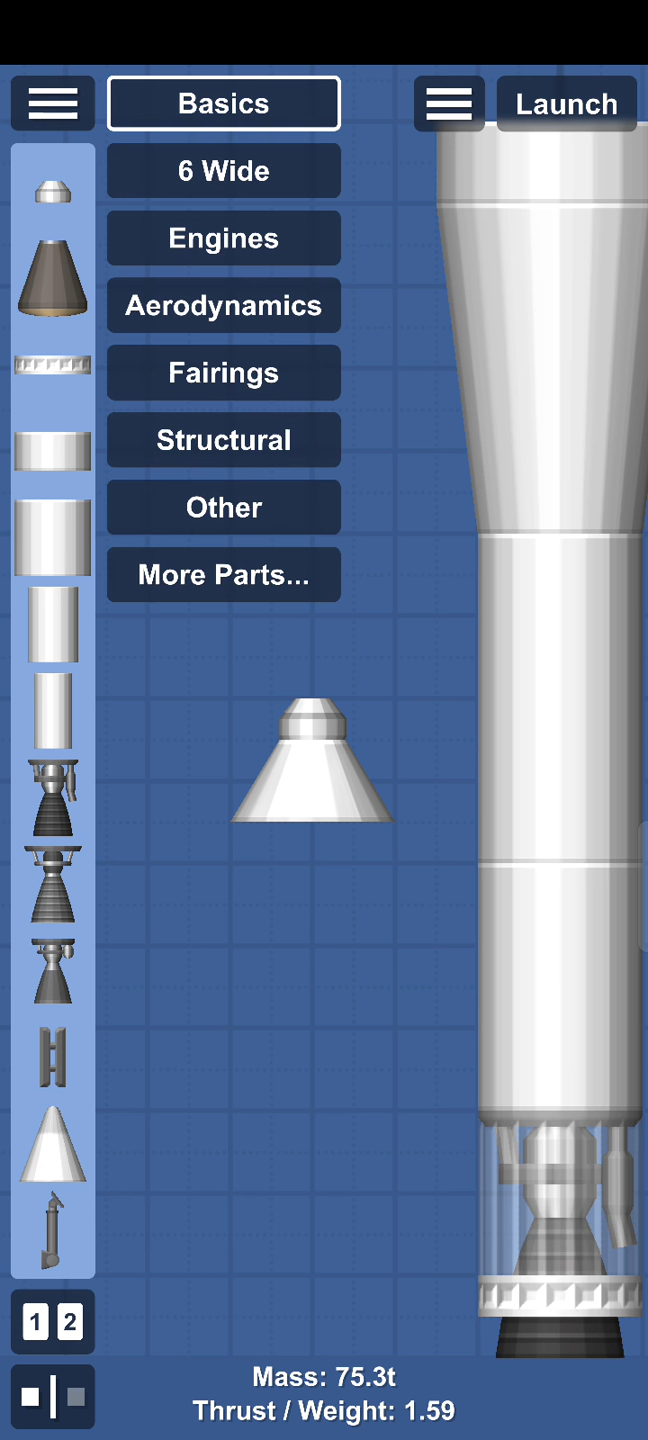 Basics
Launch
6 Wide
Engines
Aerodynamics
Fairings
Structural
Other
More Parts...
1 2
Mass: 75.3t
Thrust / Weight: 1.59